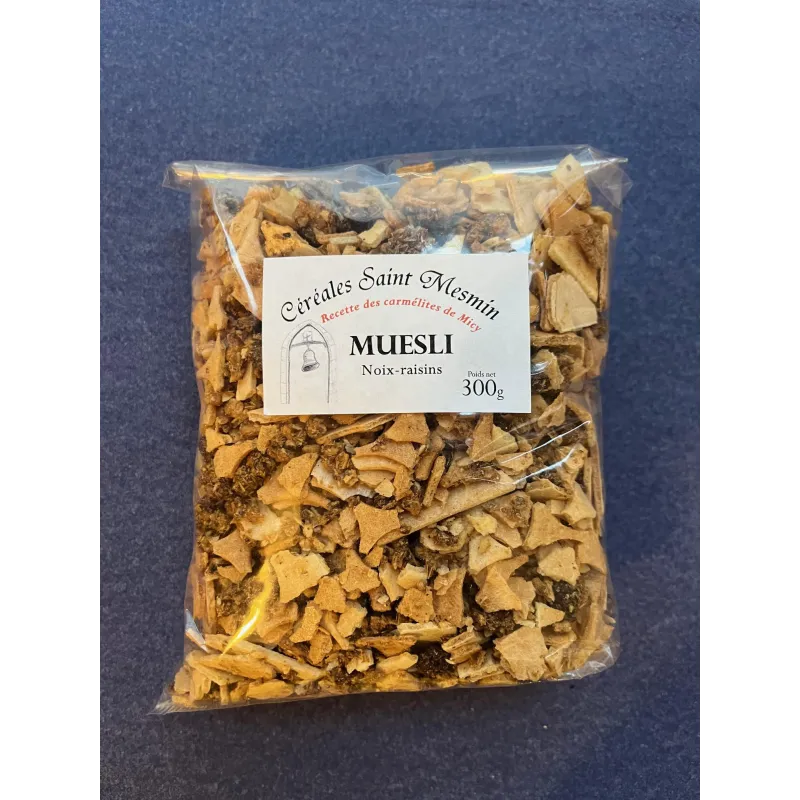 Céréales Saint Mesmin
Recette des carmélites de Micy
MUESLI
Noix-raisins
Poids net
300g